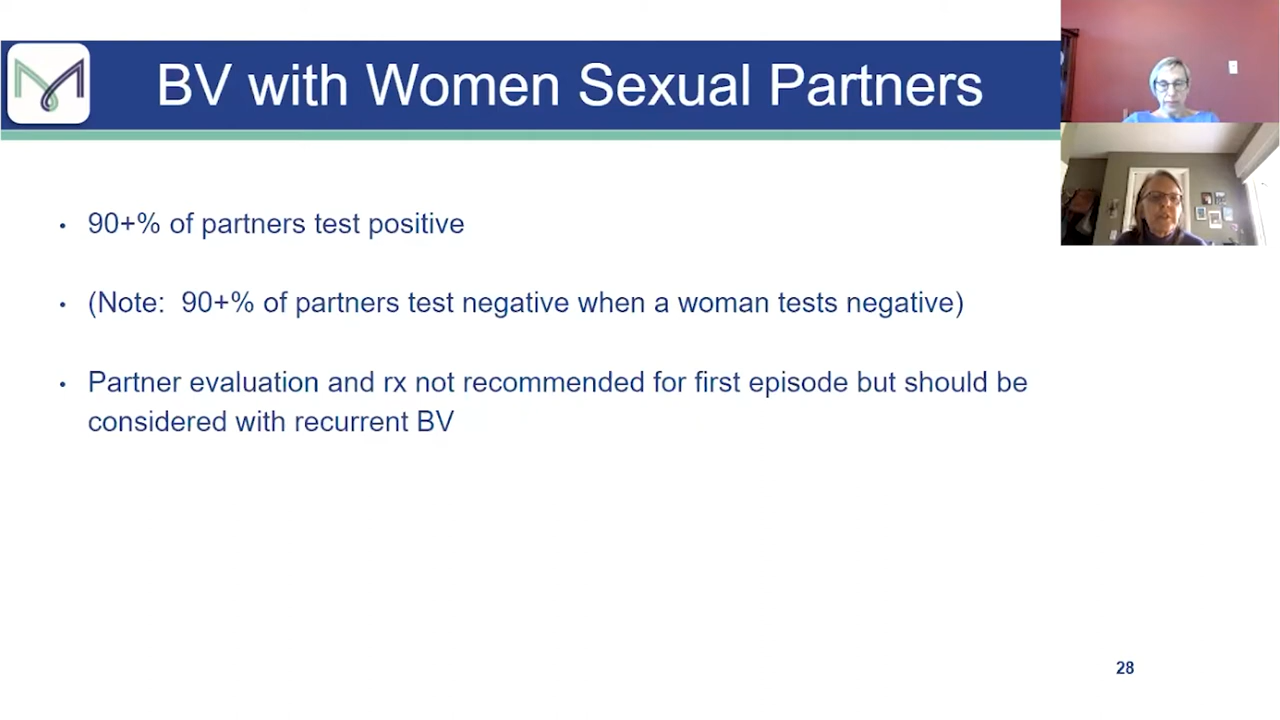 BV with Women Sexual Partners
• 90+% of partners test positive
• (Note:  90+% of partners test negative when a woman tests negative)
• Partner evaluation and rx not recommended for first episode but should be
considered with recurrent BV
28